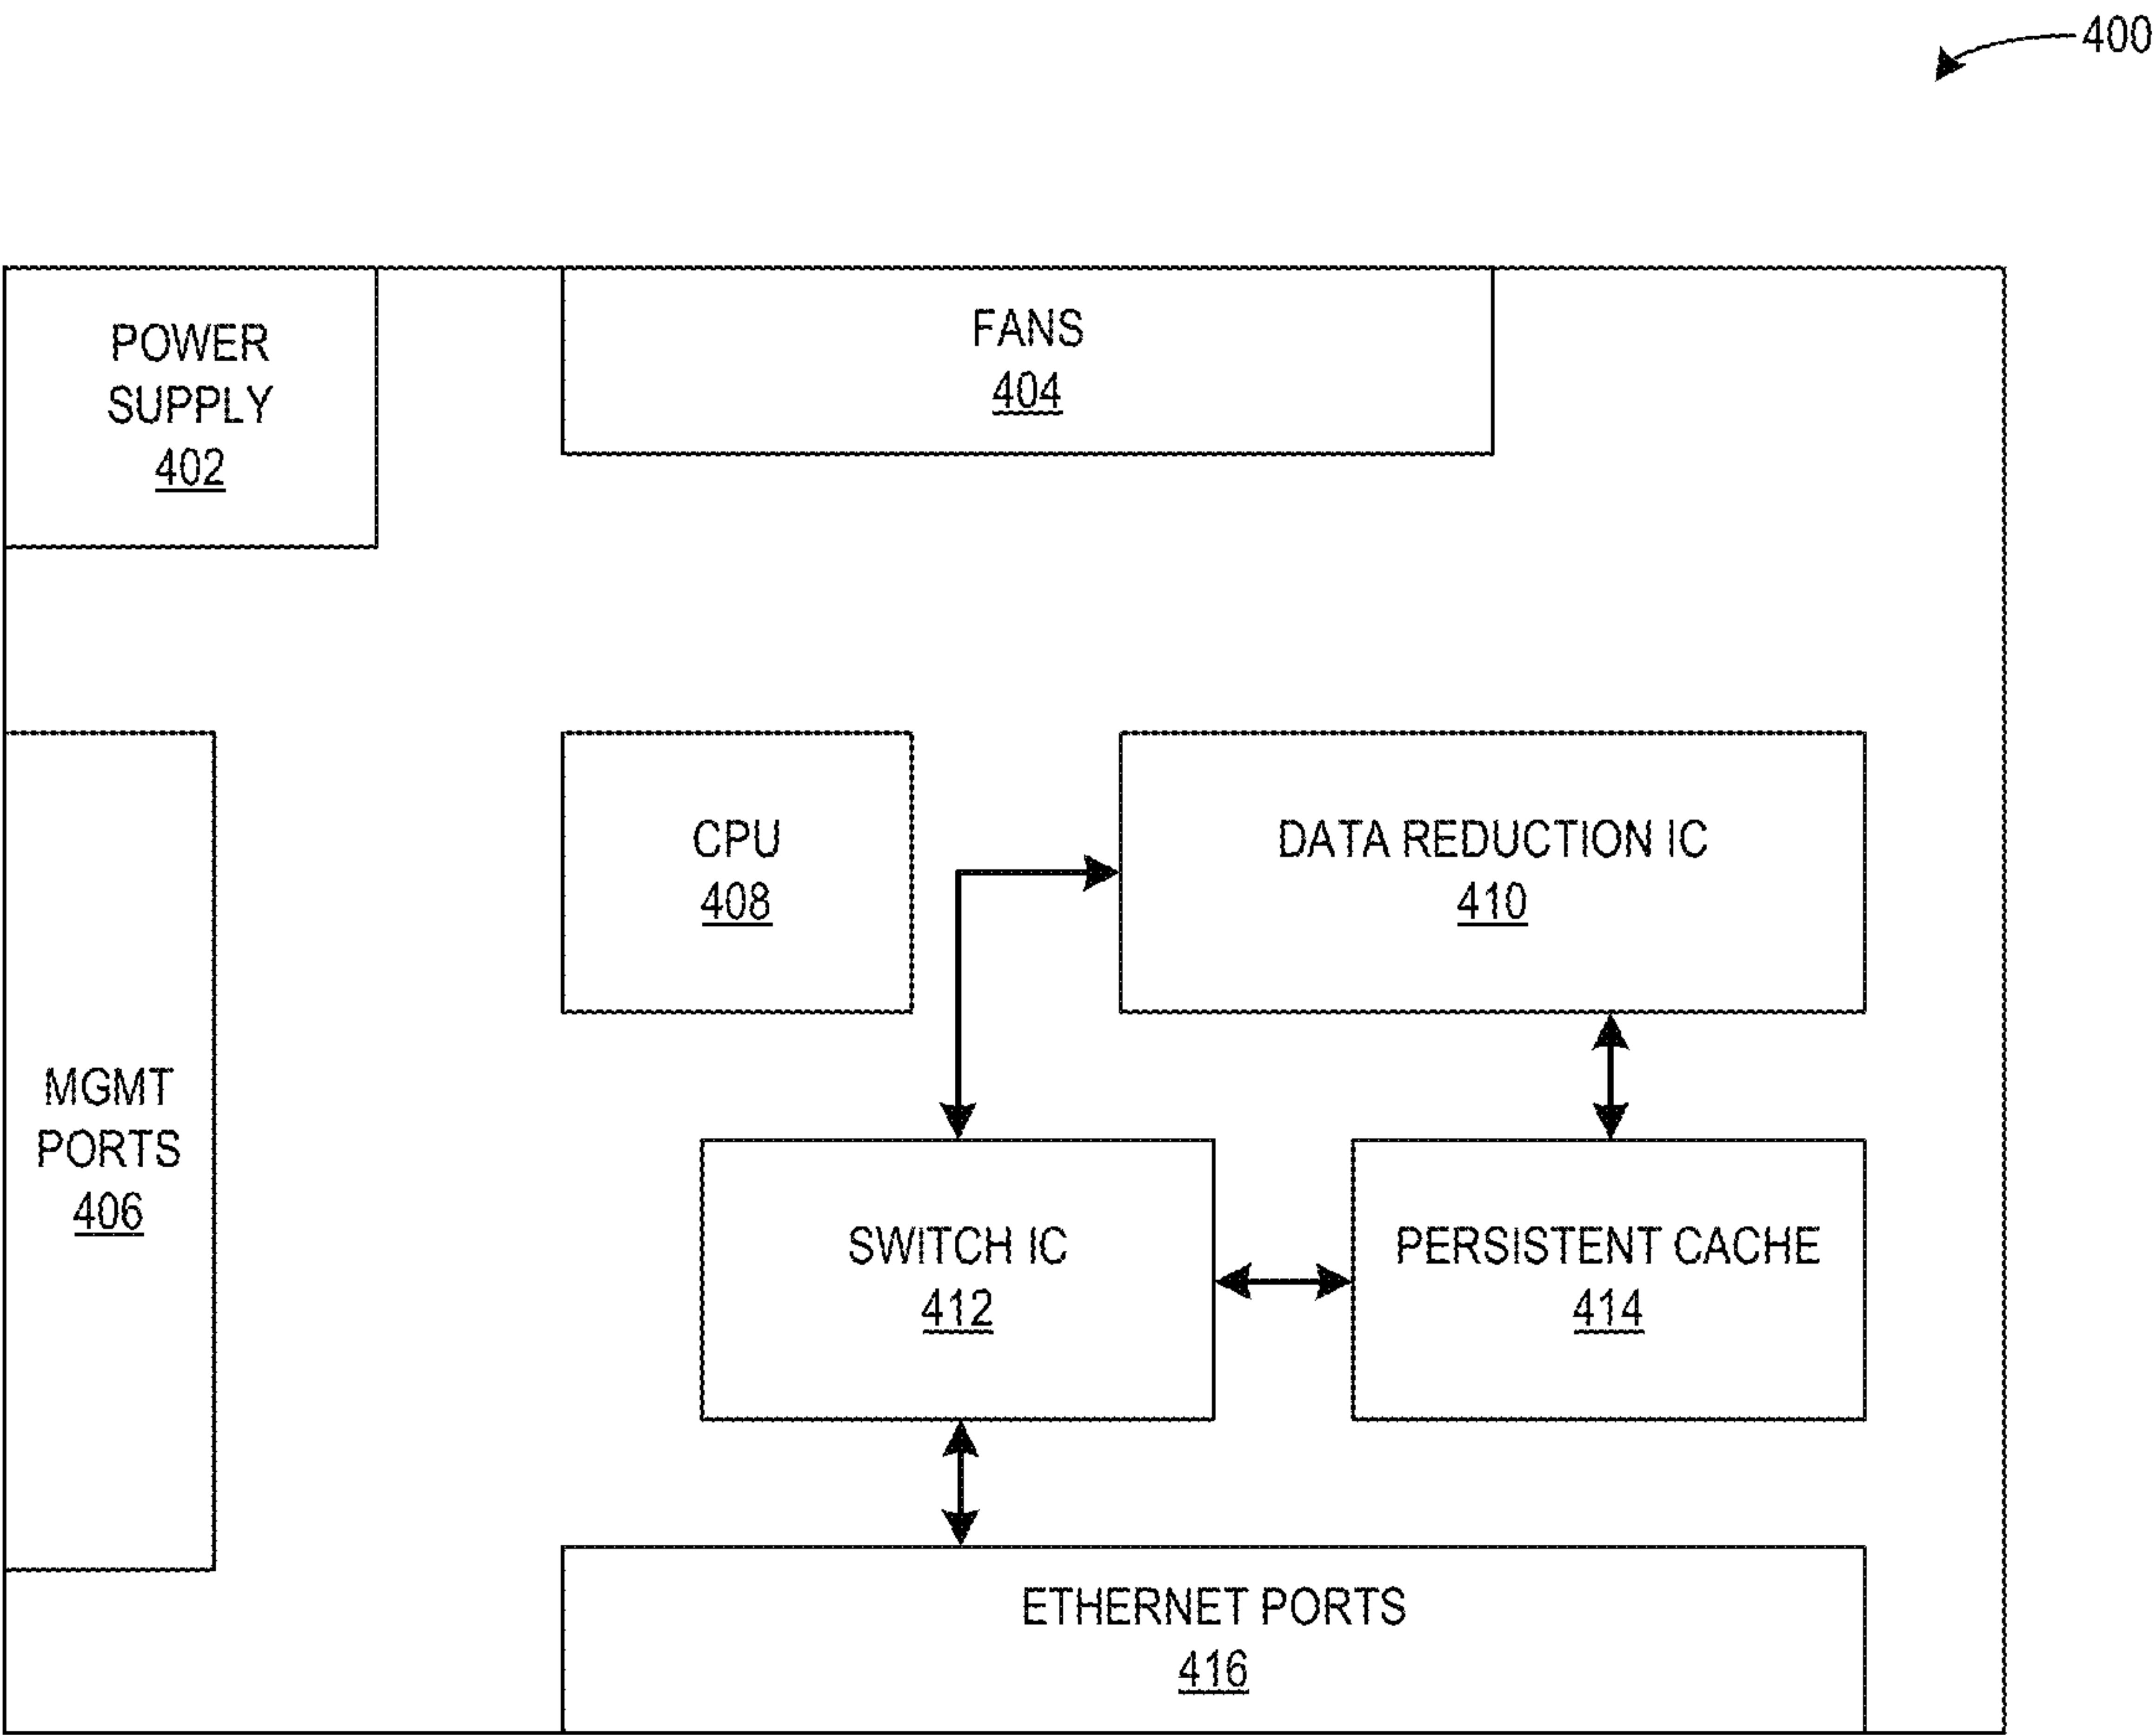 400
POWER
SUPPLY
402
FANS
404
MGMT
PORTS
406
CPU
408
DATA REDUCTION IC
410
SWITCH IC
412
PERSISTENT CACHE
414
ETHERNET PORTS
416